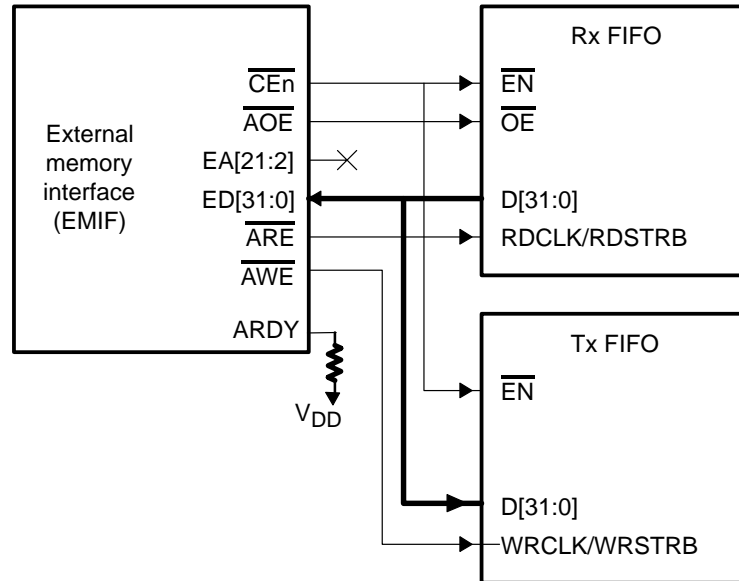 External
memory
interface
(EMIF)
CEn
AOE
EA[21:2]
ED[31:0]
ARE
AWE
ARDY
VDD
Rx FIFO
EN
OE
D[31:0]
RDCLK/RDSTRB
Tx FIFO
EN
D[31:0]
WRCLK/WRSTRB